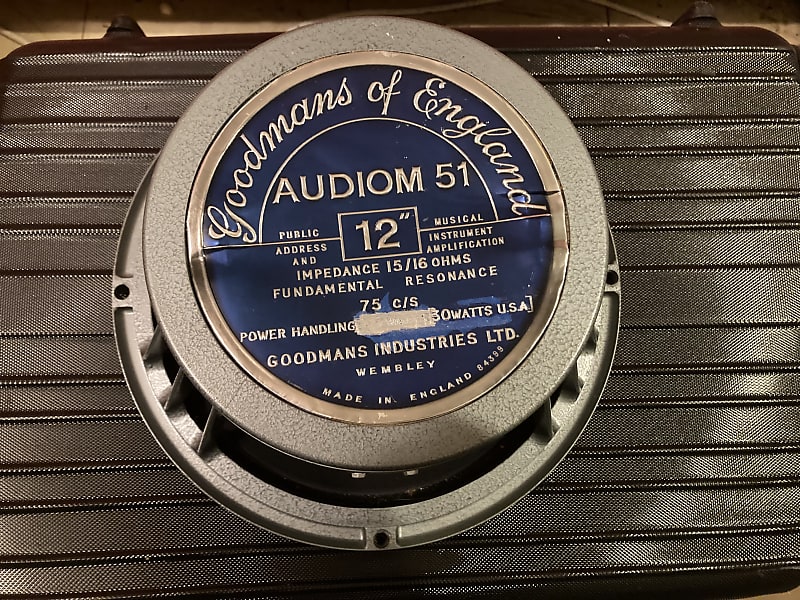 Goodmans of England
AUDIOM 51
PUBLIC ADDRESS AND
12"
MUSICAL INSTRUMENT AMPLIFICATION
IMPEDANCE 15/16 OHMS
FUNDAMENTAL RESONANCE
75 C/S
POWER HANDLING 30WATTS U.S.A]
GOODMANS INDUSTRIES LTD.
WEMBLEY
MADE IN ENGLAND 84399